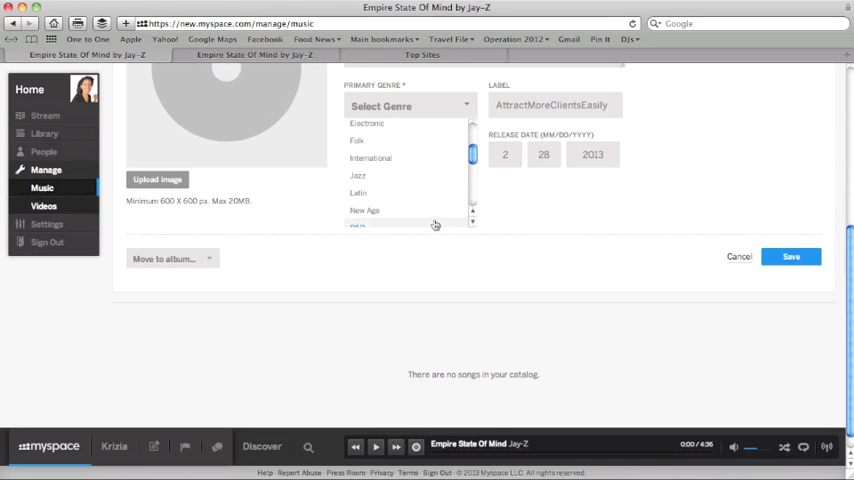 Empire State Of Mind by Jay-Z
https://new.myspace.com/manage/music
Google
One to One Apple Yahoo! Google Maps Facebook Food News Main bookmarks Travel File Operation 2012 Gmail Pin It DJs
Empire State Of Mind by Jay-Z Empire State Of Mind by Jay-Z Top Sites
Home
Stream
Library
People
Manage
Music
Videos
Settings
Sign Out
Upload image
Minimum 600 X 600 px. Max 20MB.
PRIMARY GENRE *
Select Genre
Electronic
Folk
International
Jazz
Latin
New Age
R&B
LABEL
AttractMoreClientsEasily
RELEASE DATE (MM/DD/YYYY)
2 28 2013
Move to album...
Cancel Save
There are no songs in your catalog.
myspace Krizia Discover Empire State Of Mind Jay-Z 0:00 / 4:36
Help · Report Abuse · Press Room · Privacy · Terms · Sign Out · © 2013 Myspace LLC. All rights reserved.